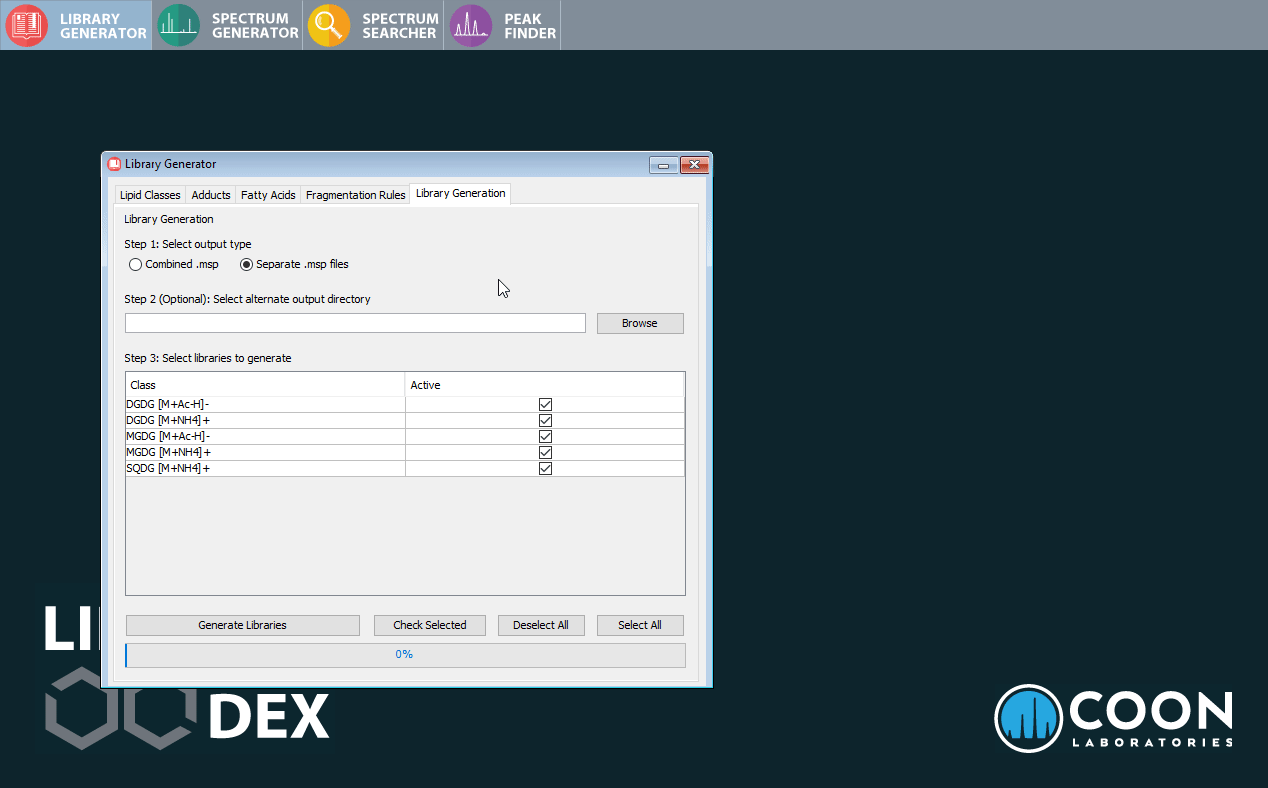 LIBRARY
GENERATOR
SPECTRUM
GENERATOR
SPECTRUM
SEARCHER
PEAK
FINDER
Library Generator
Lipid Classes Adducts Fatty Acids Fragmentation Rules Library Generation
Library Generation
Step 1: Select output type
Combined .msp Separate .msp files
Step 2 (Optional): Select alternate output directory
Browse
Step 3: Select libraries to generate
Class Active
DGDG [M+Ac-H]-
DGDG [M+NH4]+
MGDG [M+Ac-H]-
MGDG [M+NH4]+
SQDG [M+NH4]+
Generate Libraries Check Selected Deselect All Select All
0%
LI
DEX
COON
LABORATORIES